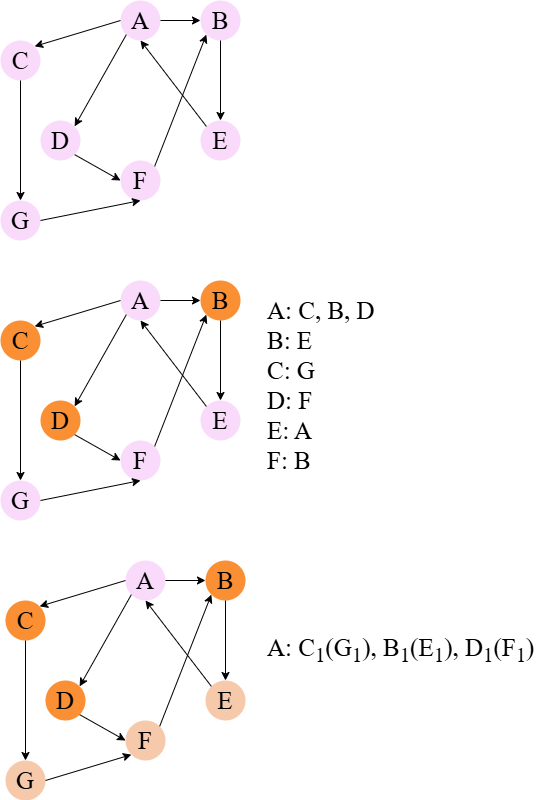 A B
C
D E
F
G
A B
C
D E
F
G
A: C, B, D
B: E
C: G
D: F
E: A
F: B
A B
C
D E
F
G
A: C1(G1), B1(E1), D1(F1)